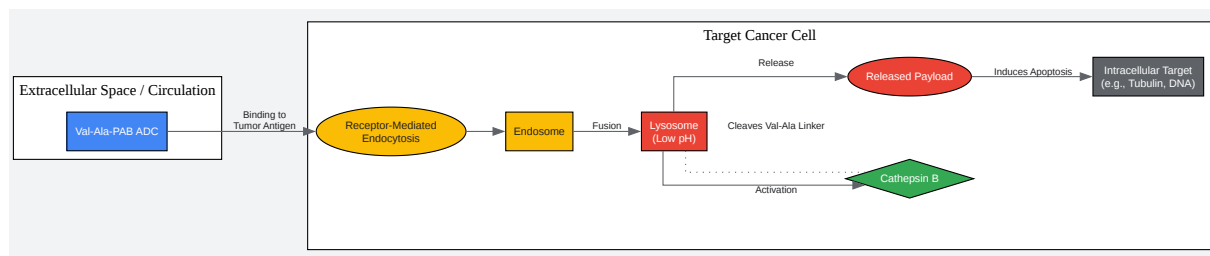 Target Cancer Cell
Extracellular Space / Circulation
Val-Ala-PAB ADC
Binding to
Tumor Antigen
Receptor-Mediated
Endocytosis
Endosome
Fusion
Lysosome
(Low pH)
Release
Released Payload
Induces Apoptosis
Intracellular Target
(e.g., Tubulin, DNA)
Cleaves Val-Ala Linker
Cathepsin B
Activation